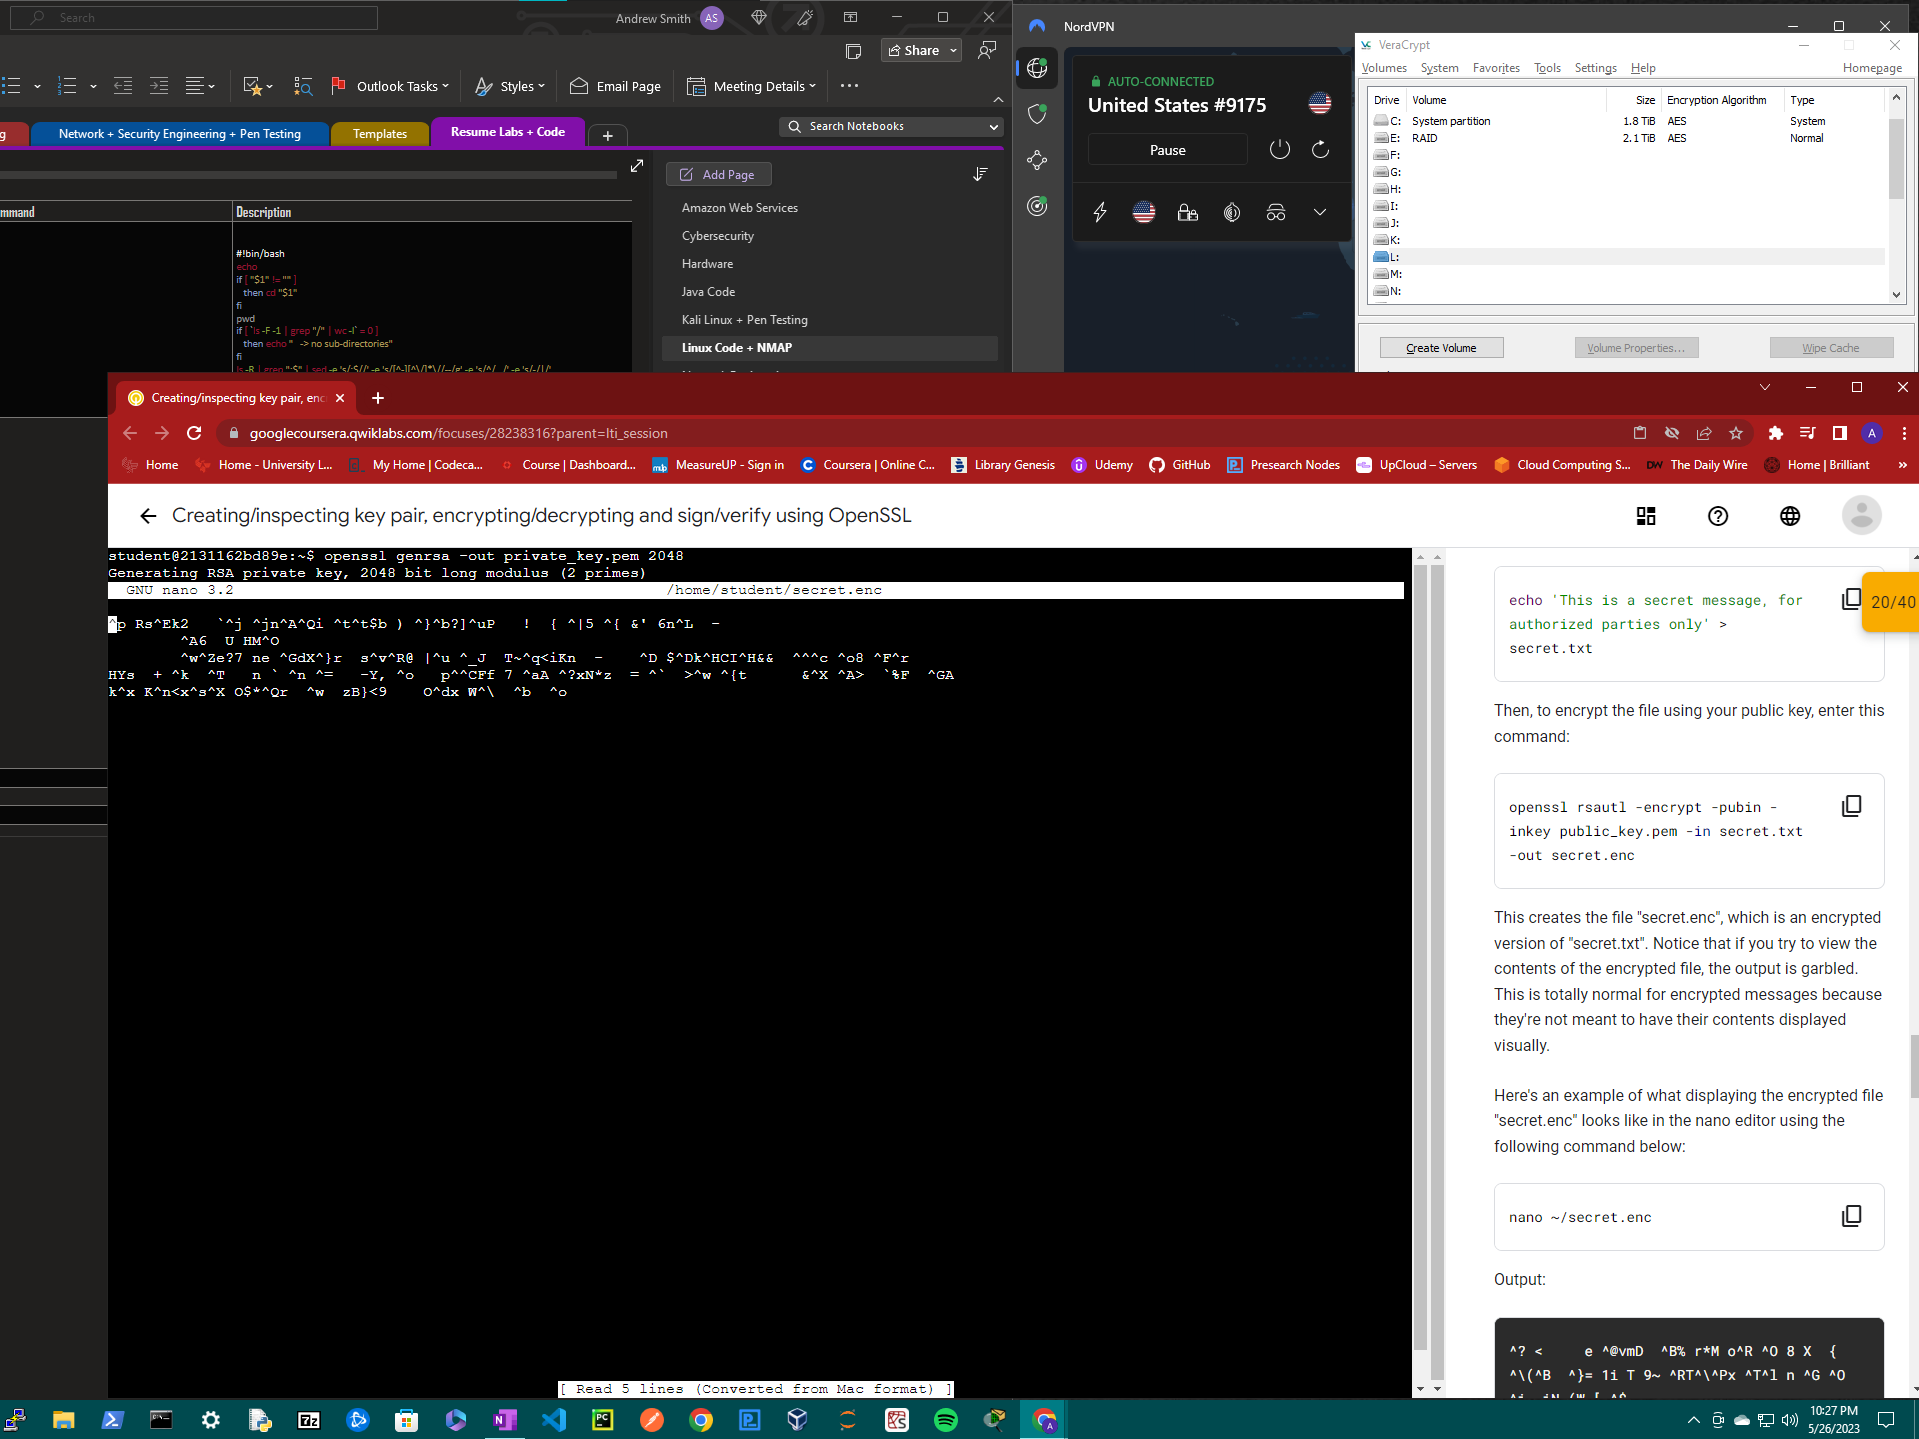 Search
Andrew Smith
AS
Share
Outlook Tasks
Styles
Email Page
Meeting Details
g
Network + Security Engineering + Pen Testing
Templates
Resume Labs + Code
+
Search Notebooks
mmand
Description
#!bin/bash
echo
if [ "$1" != "" ]
then cd "$1"
fi
pwd
if [ `ls -F -1 | grep "/" | wc -l` = 0 ]
then echo " -> no sub-directories"
fi
Add Page
Amazon Web Services
Cybersecurity
Hardware
Java Code
Kali Linux + Pen Testing
Linux Code + NMAP
NordVPN
AUTO-CONNECTED
United States #9175
Pause
VeraCrypt
Volumes System Favorites Tools Settings Help Homepage
Drive Volume Size Encryption Algorithm Type
C: System partition 1.8 TiB AES System
E: RAID 2.1 TiB AES Normal
F:
G:
H:
I:
J:
K:
L:
M:
N:
Create Volume
Volume Properties...
Wipe Cache
Creating/inspecting key pair, enc
googlecoursera.qwiklabs.com/focuses/28238316?parent=lti_session
A
Home
Home - University L...
My Home | Codeca...
Course | Dashboard...
MeasureUP - Sign in
Coursera | Online C...
Library Genesis
Udemy
GitHub
Presearch Nodes
UpCloud – Servers
Cloud Computing S...
The Daily Wire
Home | Brilliant
»
Creating/inspecting key pair, encrypting/decrypting and sign/verify using OpenSSL
student@2131162bd89e:~$ openssl genrsa -out private_key.pem 2048
Generating RSA private key, 2048 bit long modulus (2 primes)
GNU nano 3.2 /home/student/secret.enc
^p Rs^Ek2 `^j ^jn^A^Qi ^t^t$b ) ^}^b?]^uP ! { ^|5 ^{ &' 6n^L -
^A6 U HM^O
^w^Ze?7 ne ^GdX^}r s^v^R@ |^u ^_J T~^q<iKn - ^D $^Dk^HCI^H&& ^^^c ^o8 ^F^r
HYs + ^k ^T n ` ^n ^= -Y, ^o p^^CFf 7 ^aA ^?xN*z = ^` >^w ^{t &^X ^A> `%F ^GA
k^x K^n<x^s^X O$*^Qr ^w zB}<9 O^dx W^\ ^b ^o
[ Read 5 lines (Converted from Mac format) ]
echo 'This is a secret message, for
authorized parties only' >
secret.txt
20/40
Then, to encrypt the file using your public key, enter this
command:
openssl rsautl -encrypt -pubin -
inkey public_key.pem -in secret.txt
-out secret.enc
This creates the file "secret.enc", which is an encrypted
version of "secret.txt". Notice that if you try to view the
contents of the encrypted file, the output is garbled.
This is totally normal for encrypted messages because
they're not meant to have their contents displayed
visually.
Here's an example of what displaying the encrypted file
"secret.enc" looks like in the nano editor using the
following command below:
nano ~/secret.enc
Output:
^? < e ^@vmD ^B% r*M o^R ^O 8 X {
^\(^B ^}= 1i T 9~ ^RT^\^Px ^T^l n ^G ^O
10:27 PM
5/26/2023